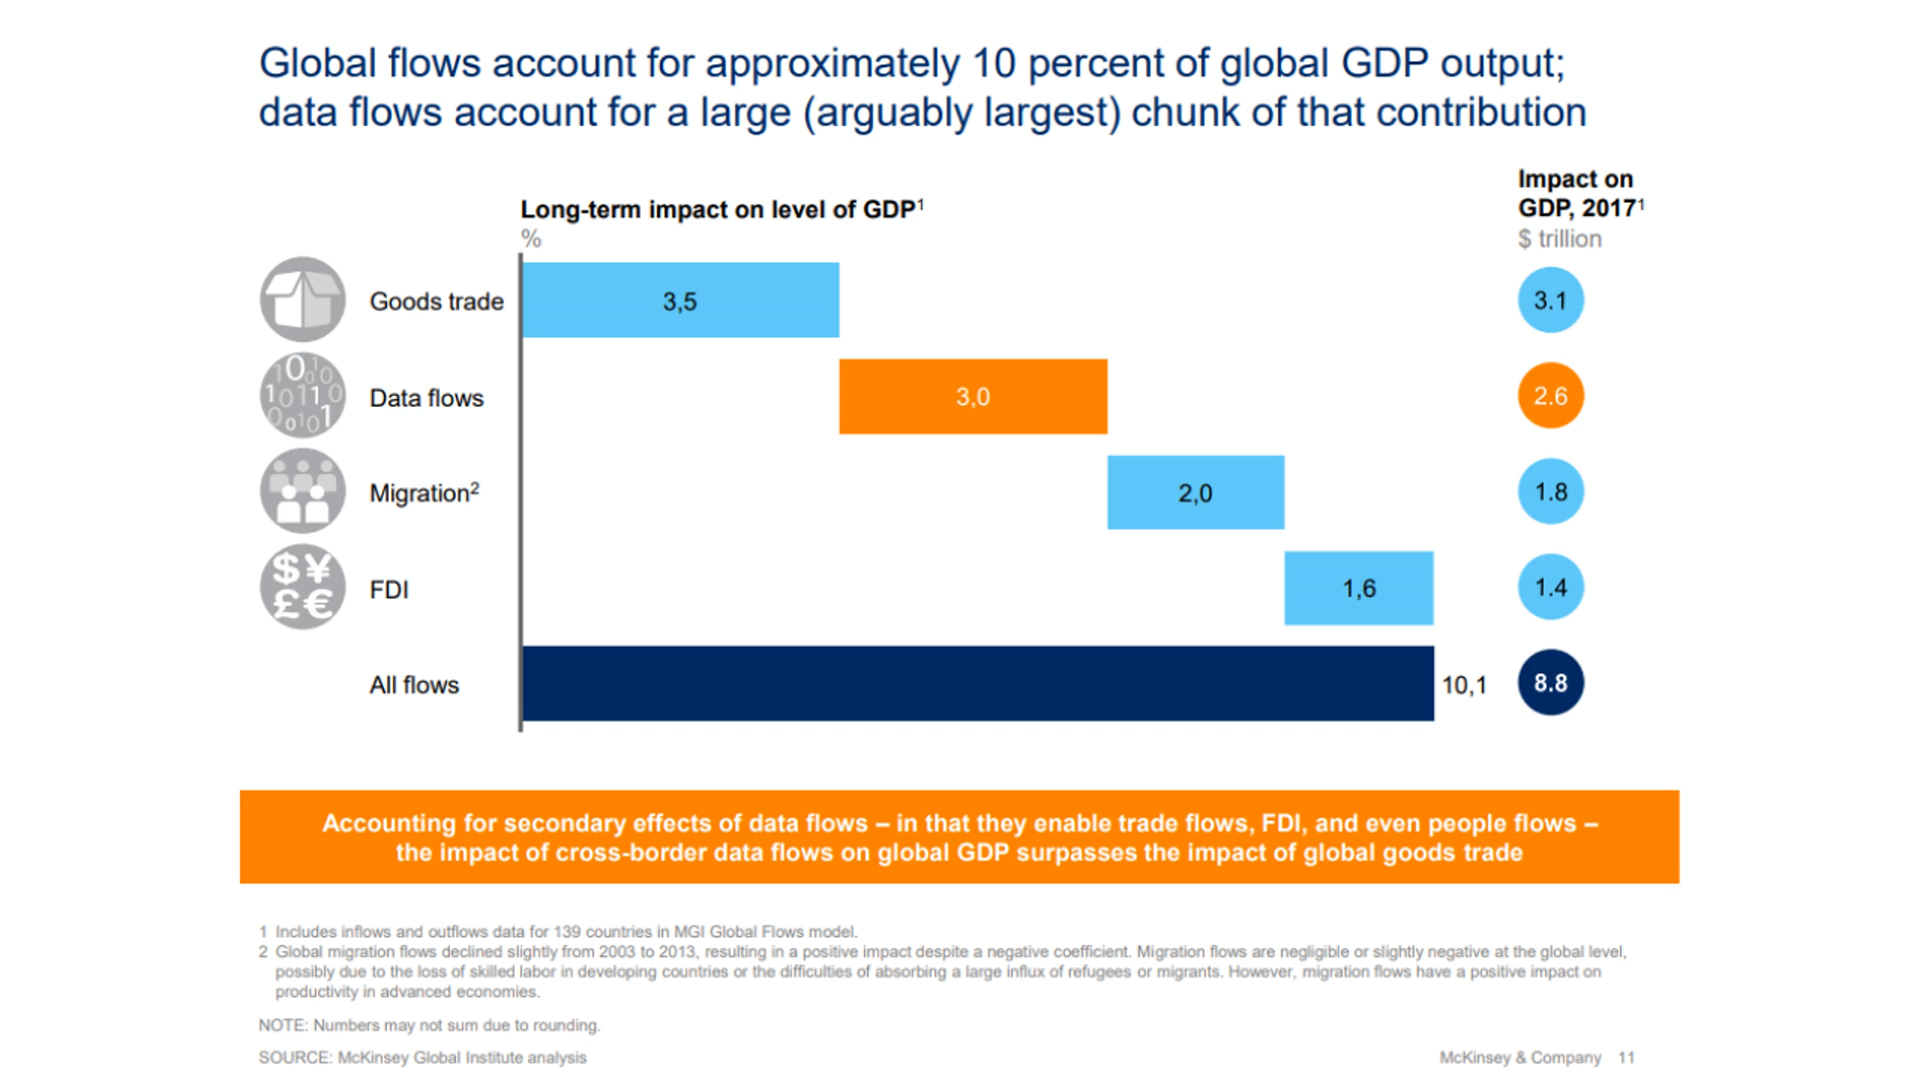 Global flows account for approximately 10 percent of global GDP output;
data flows account for a large (arguably largest) chunk of that contribution
Long-term impact on level of GDP¹
%
Impact on
GDP, 2017¹
$ trillion
Goods trade 3,5 3.1
Data flows 3,0 2.6
Migration² 2,0 1.8
FDI 1,6 1.4
All flows 10,1 8.8
Accounting for secondary effects of data flows – in that they enable trade flows, FDI, and even people flows –
the impact of cross-border data flows on global GDP surpasses the impact of global goods trade
1 Includes inflows and outflows data for 139 countries in MGI Global Flows model.
2 Global migration flows declined slightly from 2003 to 2013, resulting in a positive impact despite a negative coefficient. Migration flows are negligible or slightly negative at the global level,
possibly due to the loss of skilled labor in developing countries or the difficulties of absorbing a large influx of refugees or migrants. However, migration flows have a positive impact on
productivity in advanced economies.
NOTE: Numbers may not sum due to rounding.
SOURCE: McKinsey Global Institute analysis
McKinsey & Company 11